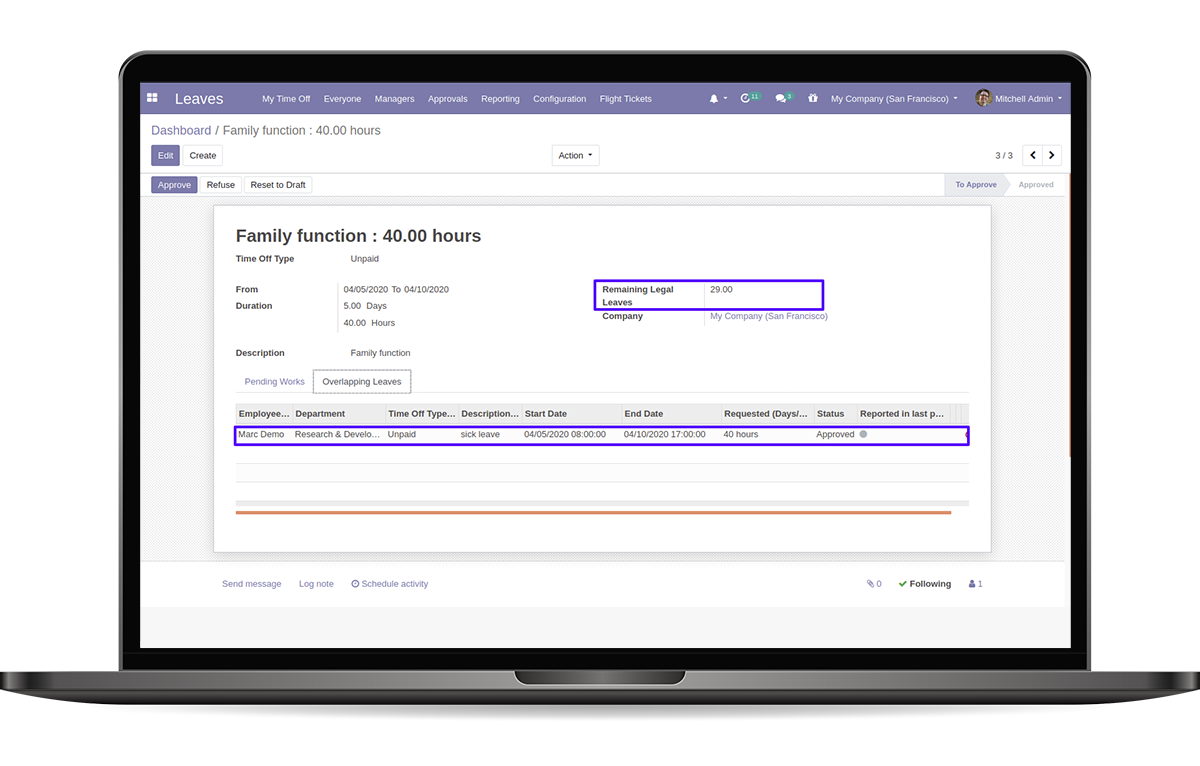 Leaves My Time Off Everyone Managers Approvals Reporting Configuration Flight Tickets 11 3 My Company (San Francisco) Mitchell Admin
Dashboard / Family function : 40.00 hours
Edit Create Action 3 / 3
Approve Refuse Reset to Draft To Approve Approved
Family function : 40.00 hours
Time Off Type Unpaid
From 04/05/2020 To 04/10/2020 Remaining Legal 29.00
Leaves
Duration 5.00 Days
Company My Company (San Francisco)
40.00 Hours
Description Family function
Pending Works Overlapping Leaves
Employee... Department Time Off Type... Description... Start Date End Date Requested (Days/... Status Reported in last p...
Marc Demo Research & Develo... Unpaid sick leave 04/05/2020 08:00:00 04/10/2020 17:00:00 40 hours Approved
Send message Log note Schedule activity 0 Following 1